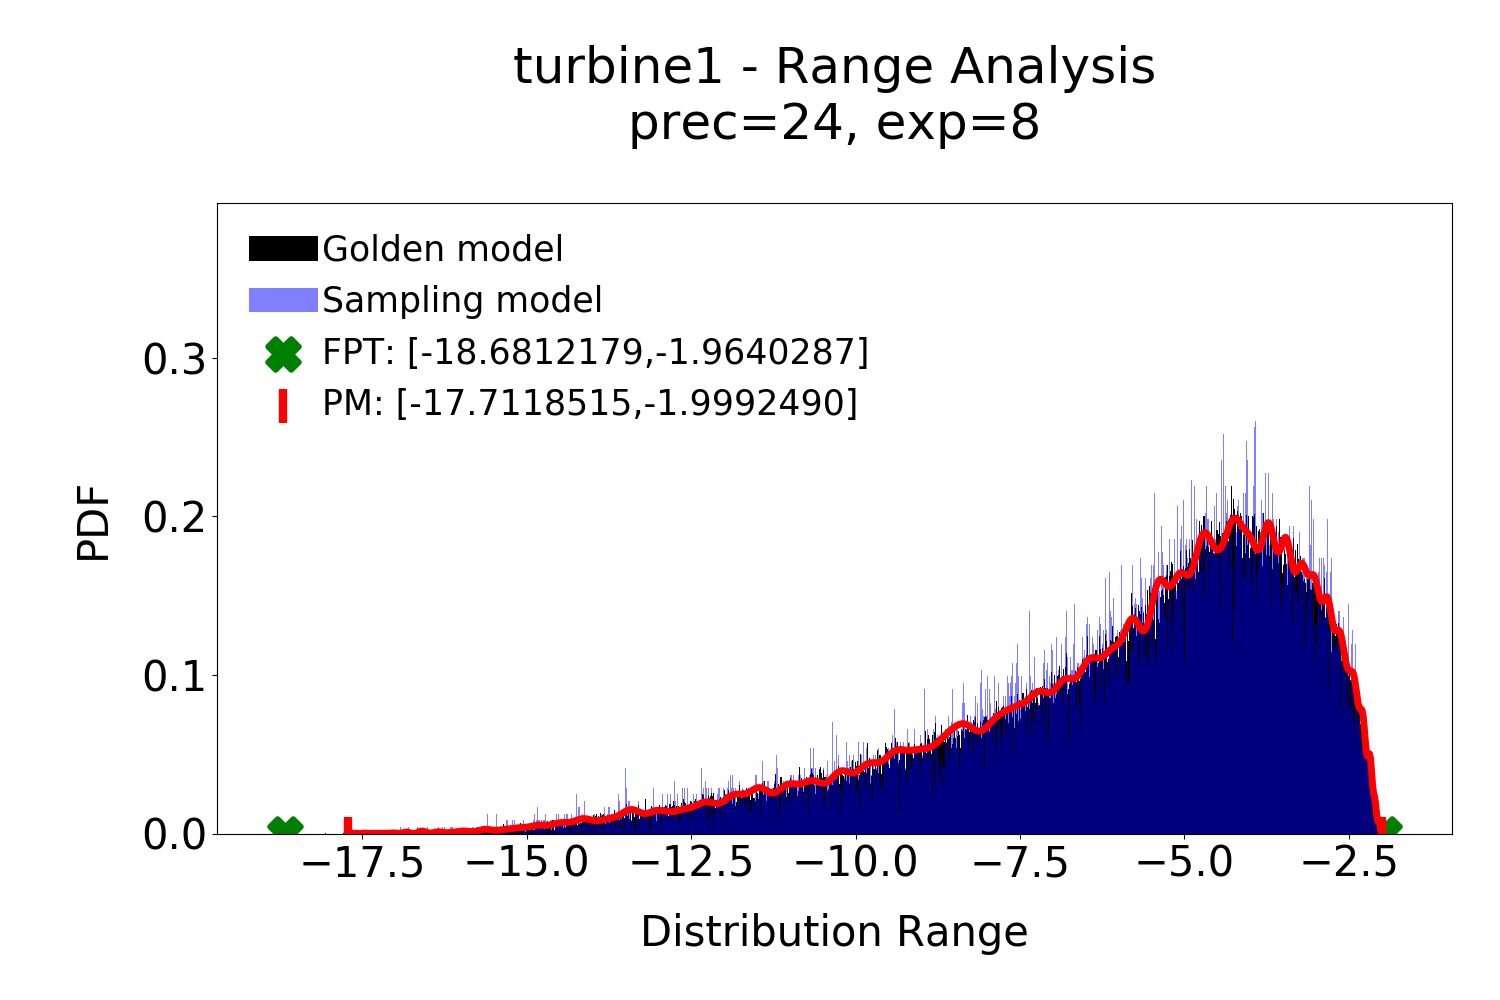 turbine1 - Range Analysis
prec=24, exp=8
Golden model
Sampling model
FPT: [-18.6812179,-1.9640287]
PM: [-17.7118515,-1.9992490]
0.3
0.2
0.1
0.0
PDF
−17.5 −15.0 −12.5 −10.0 −7.5 −5.0 −2.5
Distribution Range